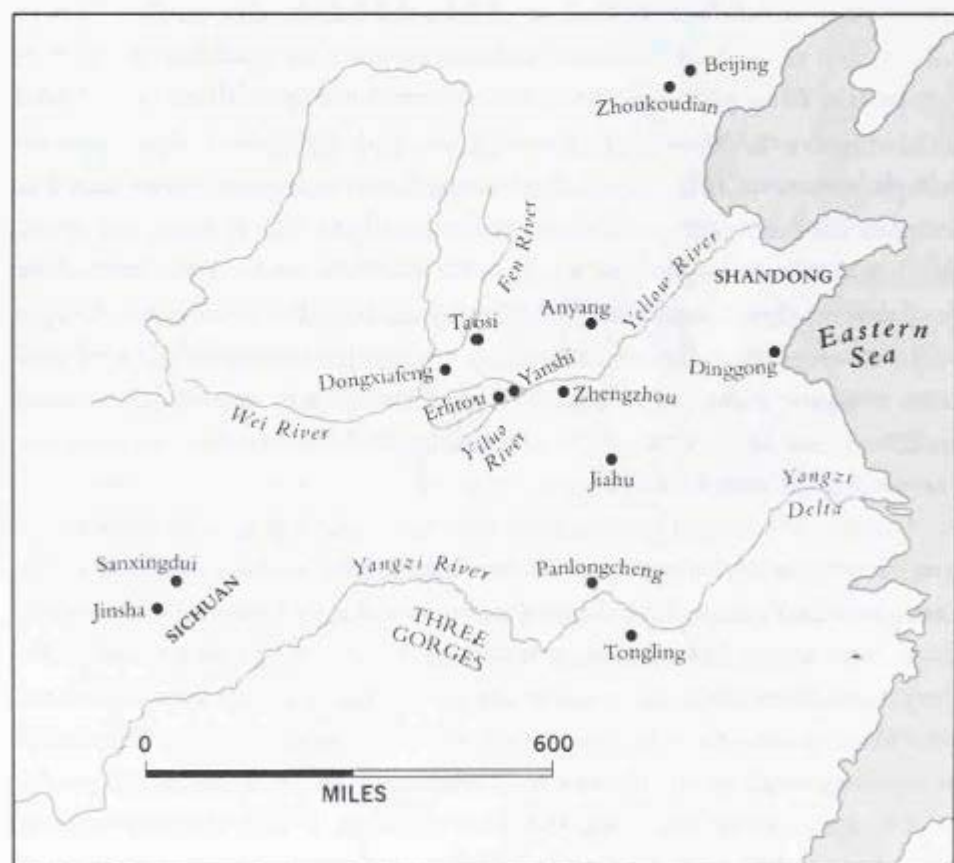 Beijing
Zhoukoudian
Fen River
Yellow River
SHANDONG
Anyang
Taosi
Eastern
Sea
Dinggong
Dongxiafeng
Yanshi
Erlitou
Zhengzhou
Wei River
Yiluo
River
Jiahu
Yangzi
Delta
Sanxingdui
Yangzi River
Panlongcheng
Jinsha
SICHUAN
THREE
GORGES
Tongling
0 600
MILES